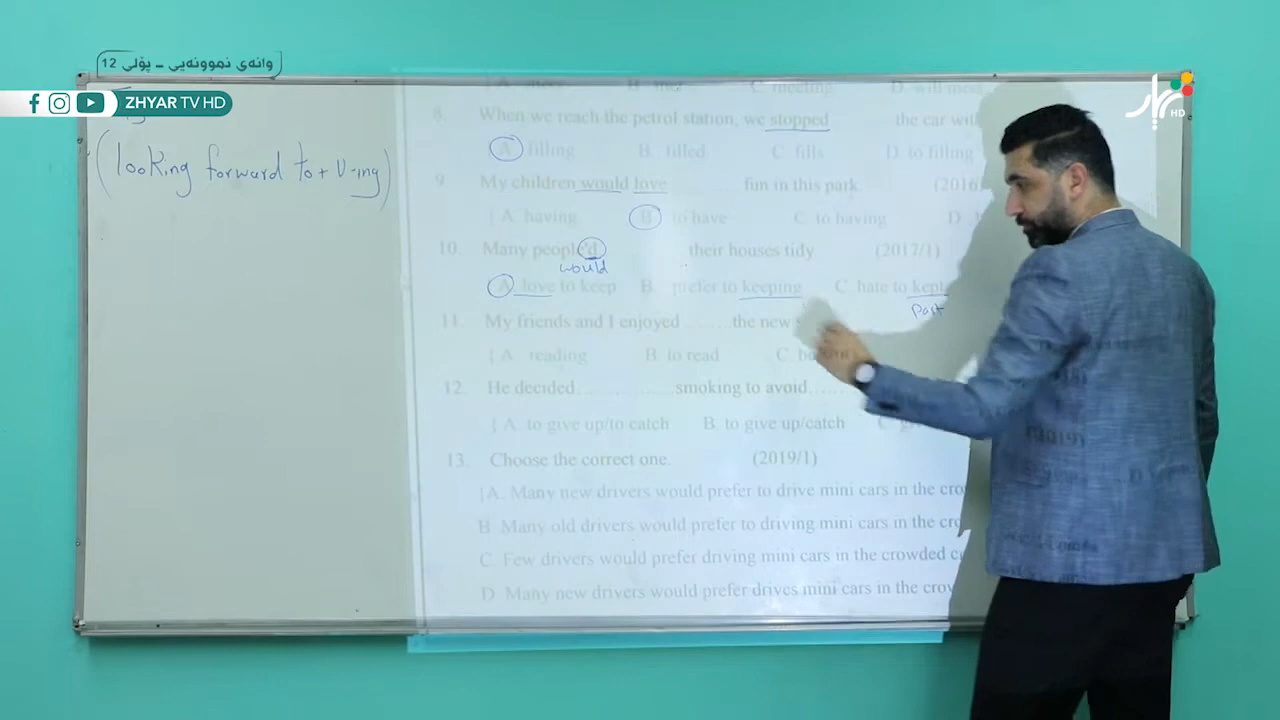 وانەی نموونەیی - پۆلی 12
ZHYAR TV HD
HD
(looking forward to + V-ing)
A. meet B. met C. meeting D. will meet
8. When we reach the petrol station, we stopped the car with
A filling B. filled C. fills D. to filling
9 My children would love ........ fun in this park. (2016
{ A. having B to have C to having D.
10. Many people'd their houses tidy (2017/1)
would
A love to keep B. prefer to keeping C hate to kept
Past
11. My friends and I enjoyed ........the new
{ A. reading B. to read C.
12. He decided...............smoking to avoid......
{ A. to give up/to catch B. to give up/catch C
13. Choose the correct one. (2019/1)
{A. Many new drivers would prefer to drive mini cars in the cro
B Many old drivers would prefer to driving mini cars in the cro
C. Few drivers would prefer driving mini cars in the crowded c
D Many new drivers would prefer drives mini cars in the crow